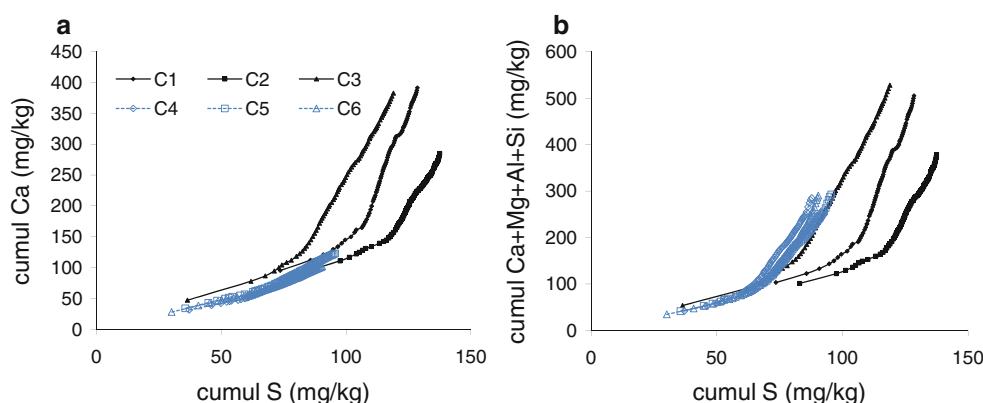 a
450
400
350
300
250
200
150
100
50
0
cumul Ca (mg/kg)
C1 C2 C3
C4 C5 C6
0 50 100 150
cumul S (mg/kg)
b
600
500
400
300
200
100
0
cumul Ca+Mg+Al+Si (mg/kg)
0 50 100 150
cumul S (mg/kg)